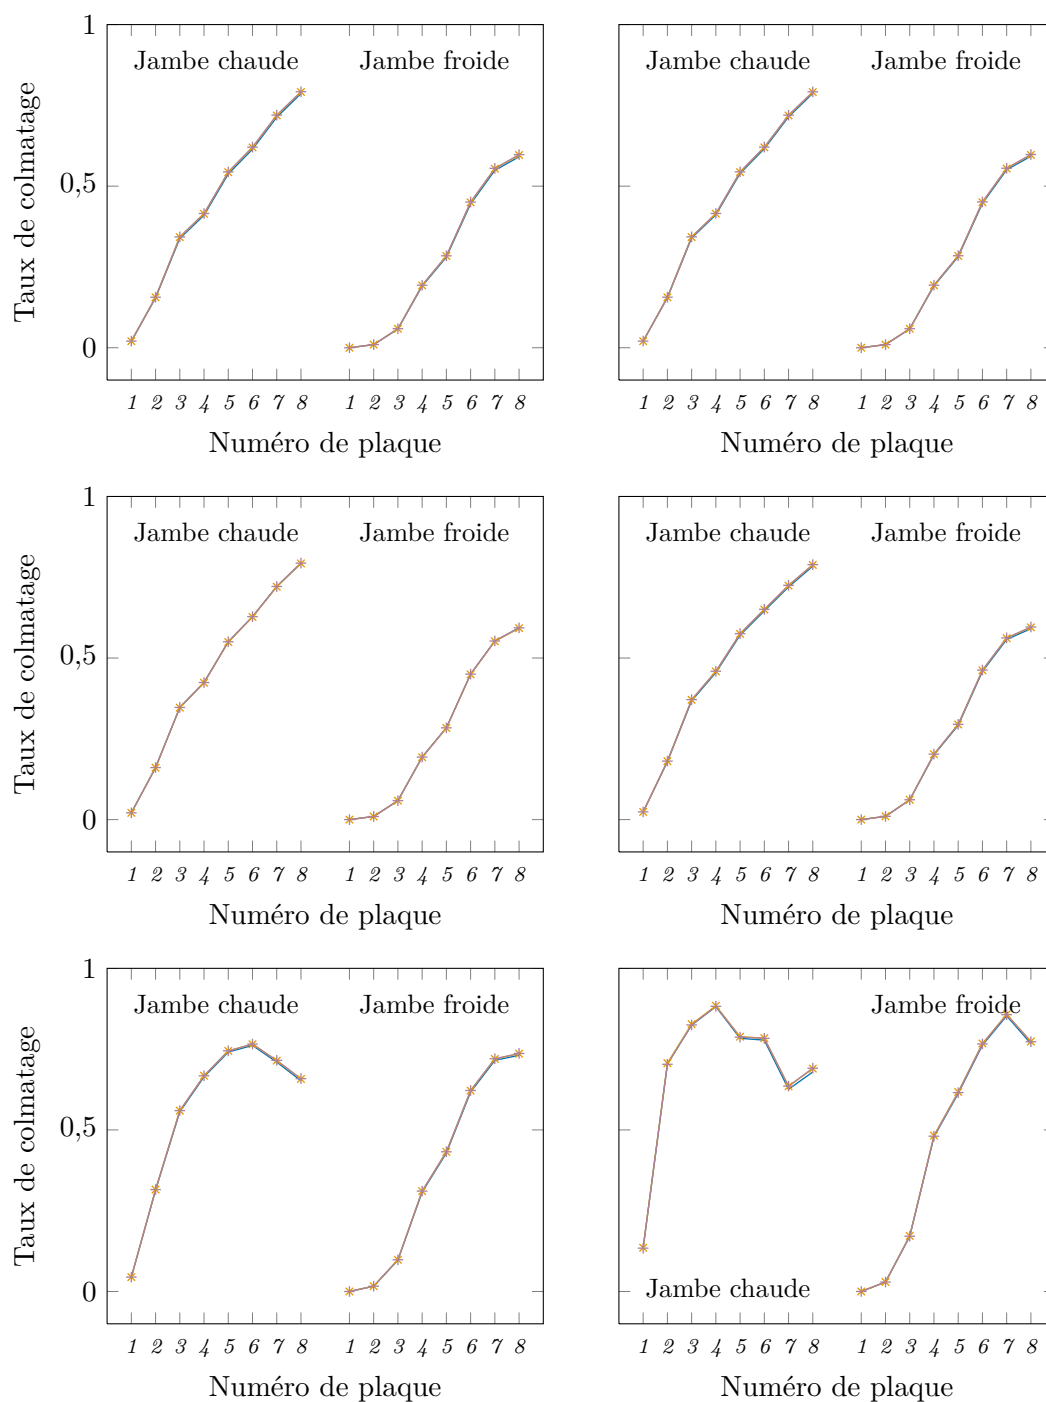 1
Jambe chaude Jambe froide
Taux de colmatage
0,5
0
1 2 3 4 5 6 7 8 1 2 3 4 5 6 7 8
Numéro de plaque
Jambe chaude Jambe froide
1 2 3 4 5 6 7 8 1 2 3 4 5 6 7 8
Numéro de plaque
1
Jambe chaude Jambe froide
Taux de colmatage
0,5
0
1 2 3 4 5 6 7 8 1 2 3 4 5 6 7 8
Numéro de plaque
Jambe chaude Jambe froide
1 2 3 4 5 6 7 8 1 2 3 4 5 6 7 8
Numéro de plaque
1
Jambe chaude Jambe froide
Taux de colmatage
0,5
0
1 2 3 4 5 6 7 8 1 2 3 4 5 6 7 8
Numéro de plaque
Jambe froide
Jambe chaude
1 2 3 4 5 6 7 8 1 2 3 4 5 6 7 8
Numéro de plaque